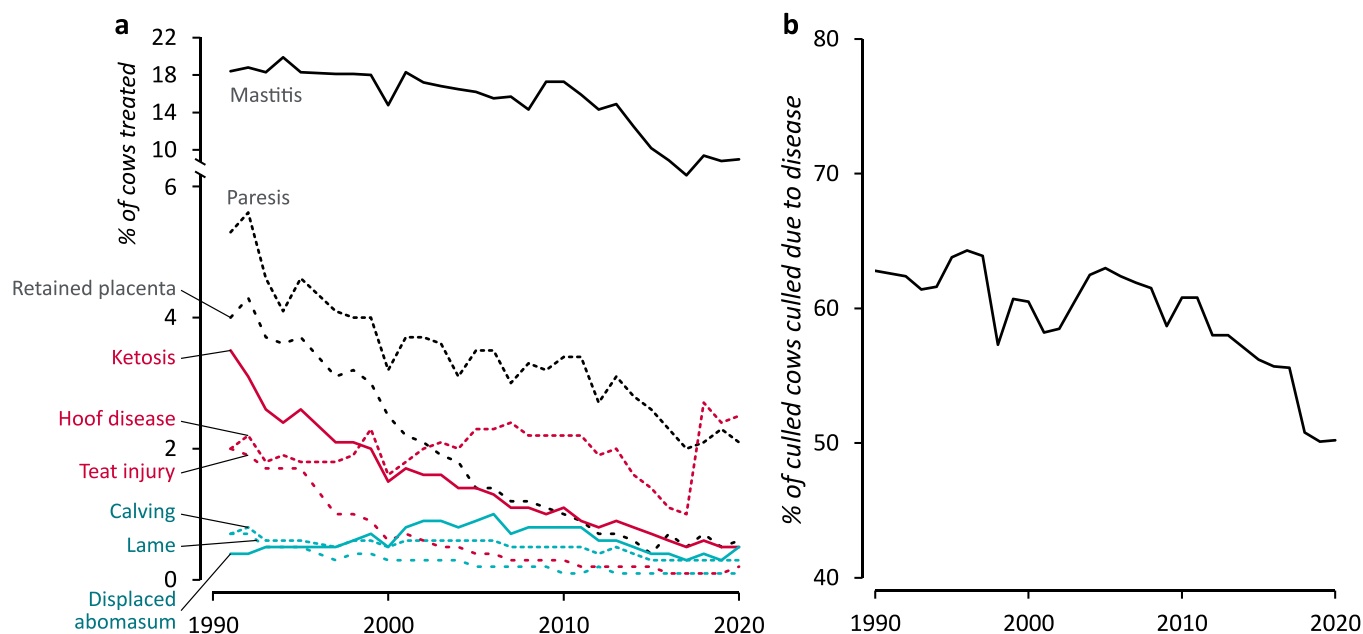 a
% of cows treated
22
18
14
10
6
4
2
0
Mastitis
Paresis
Retained placenta
Ketosis
Hoof disease
Teat injury
Calving
Lame
Displaced
abomasum
1990
2000
2010
2020
b
% of culled cows culled due to disease
80
70
60
50
40
1990
2000
2010
2020